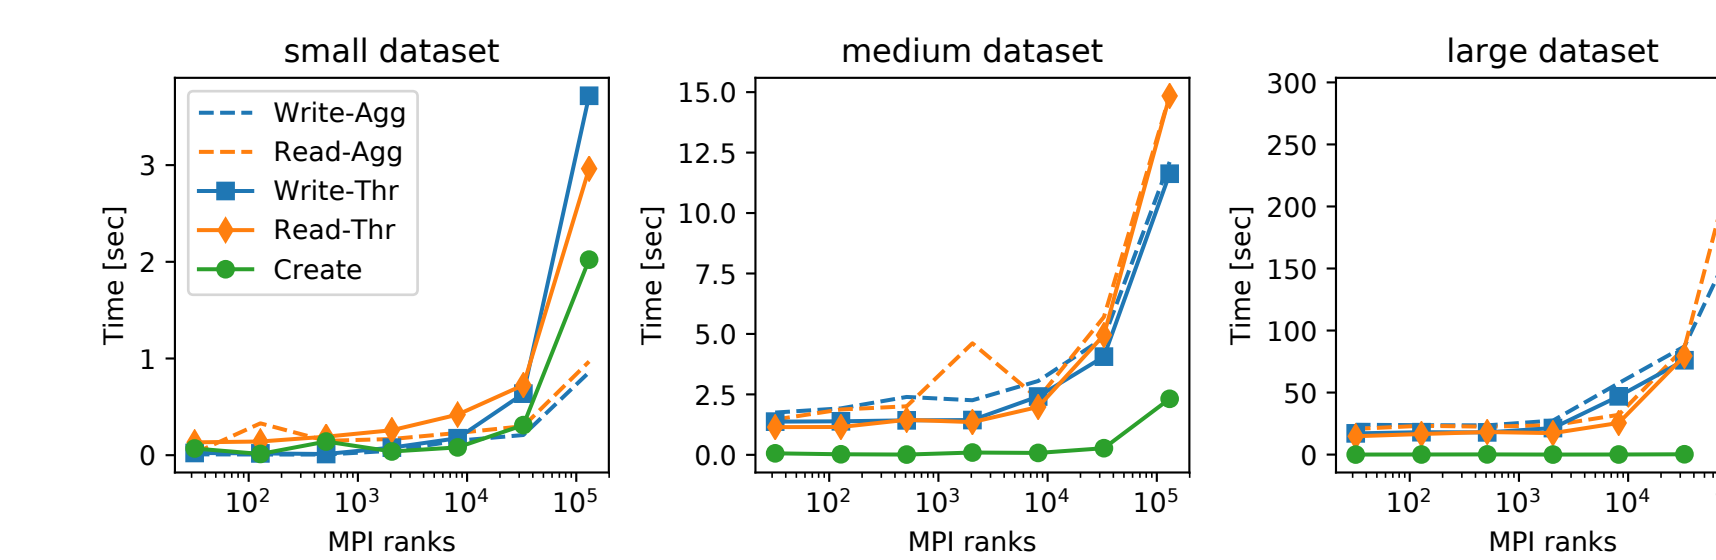 small dataset
Time [sec]
3
2
1
0
Write-Agg
Read-Agg
Write-Thr
Read-Thr
Create
10²
10³
10⁴
10⁵
MPI ranks
medium dataset
Time [sec]
15.0
12.5
10.0
7.5
5.0
2.5
0.0
10²
10³
10⁴
10⁵
MPI ranks
large dataset
Time [sec]
300
250
200
150
100
50
0
10²
10³
10⁴
MPI ranks